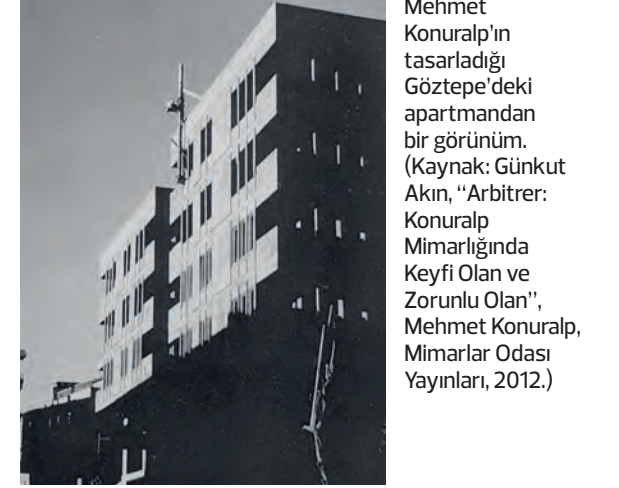 Mehmet
Konuralp’ın
tasarladığı
Göztepe’deki
apartmandan
bir görünüm.
(Kaynak: Günkut
Akın, “Arbitrer:
Konuralp
Mimarlığında
Keyfi Olan ve
Zorunlu Olan”,
Mehmet Konuralp,
Mimarlar Odası
Yayınları, 2012.)